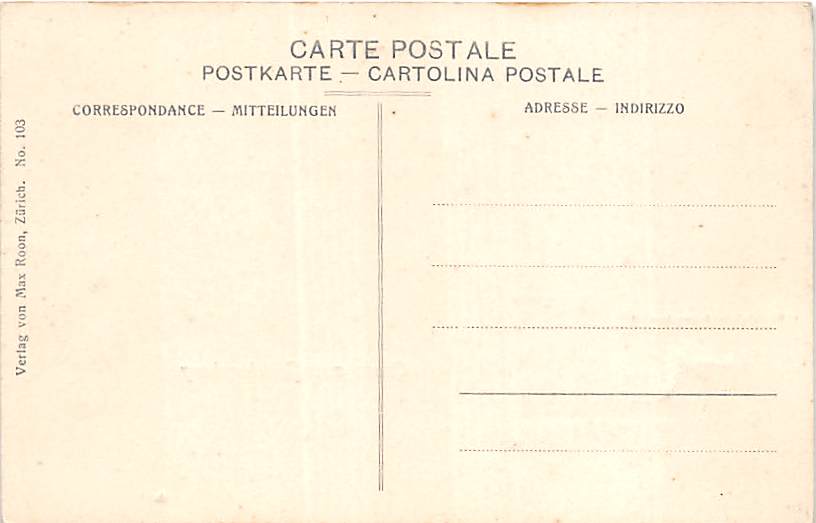 CARTE POSTALE
POSTKARTE — CARTOLINA POSTALE
CORRESPONDANCE — MITTEILUNGEN
ADRESSE — INDIRIZZO
Verlag von Max Roon, Zürich. No. 103